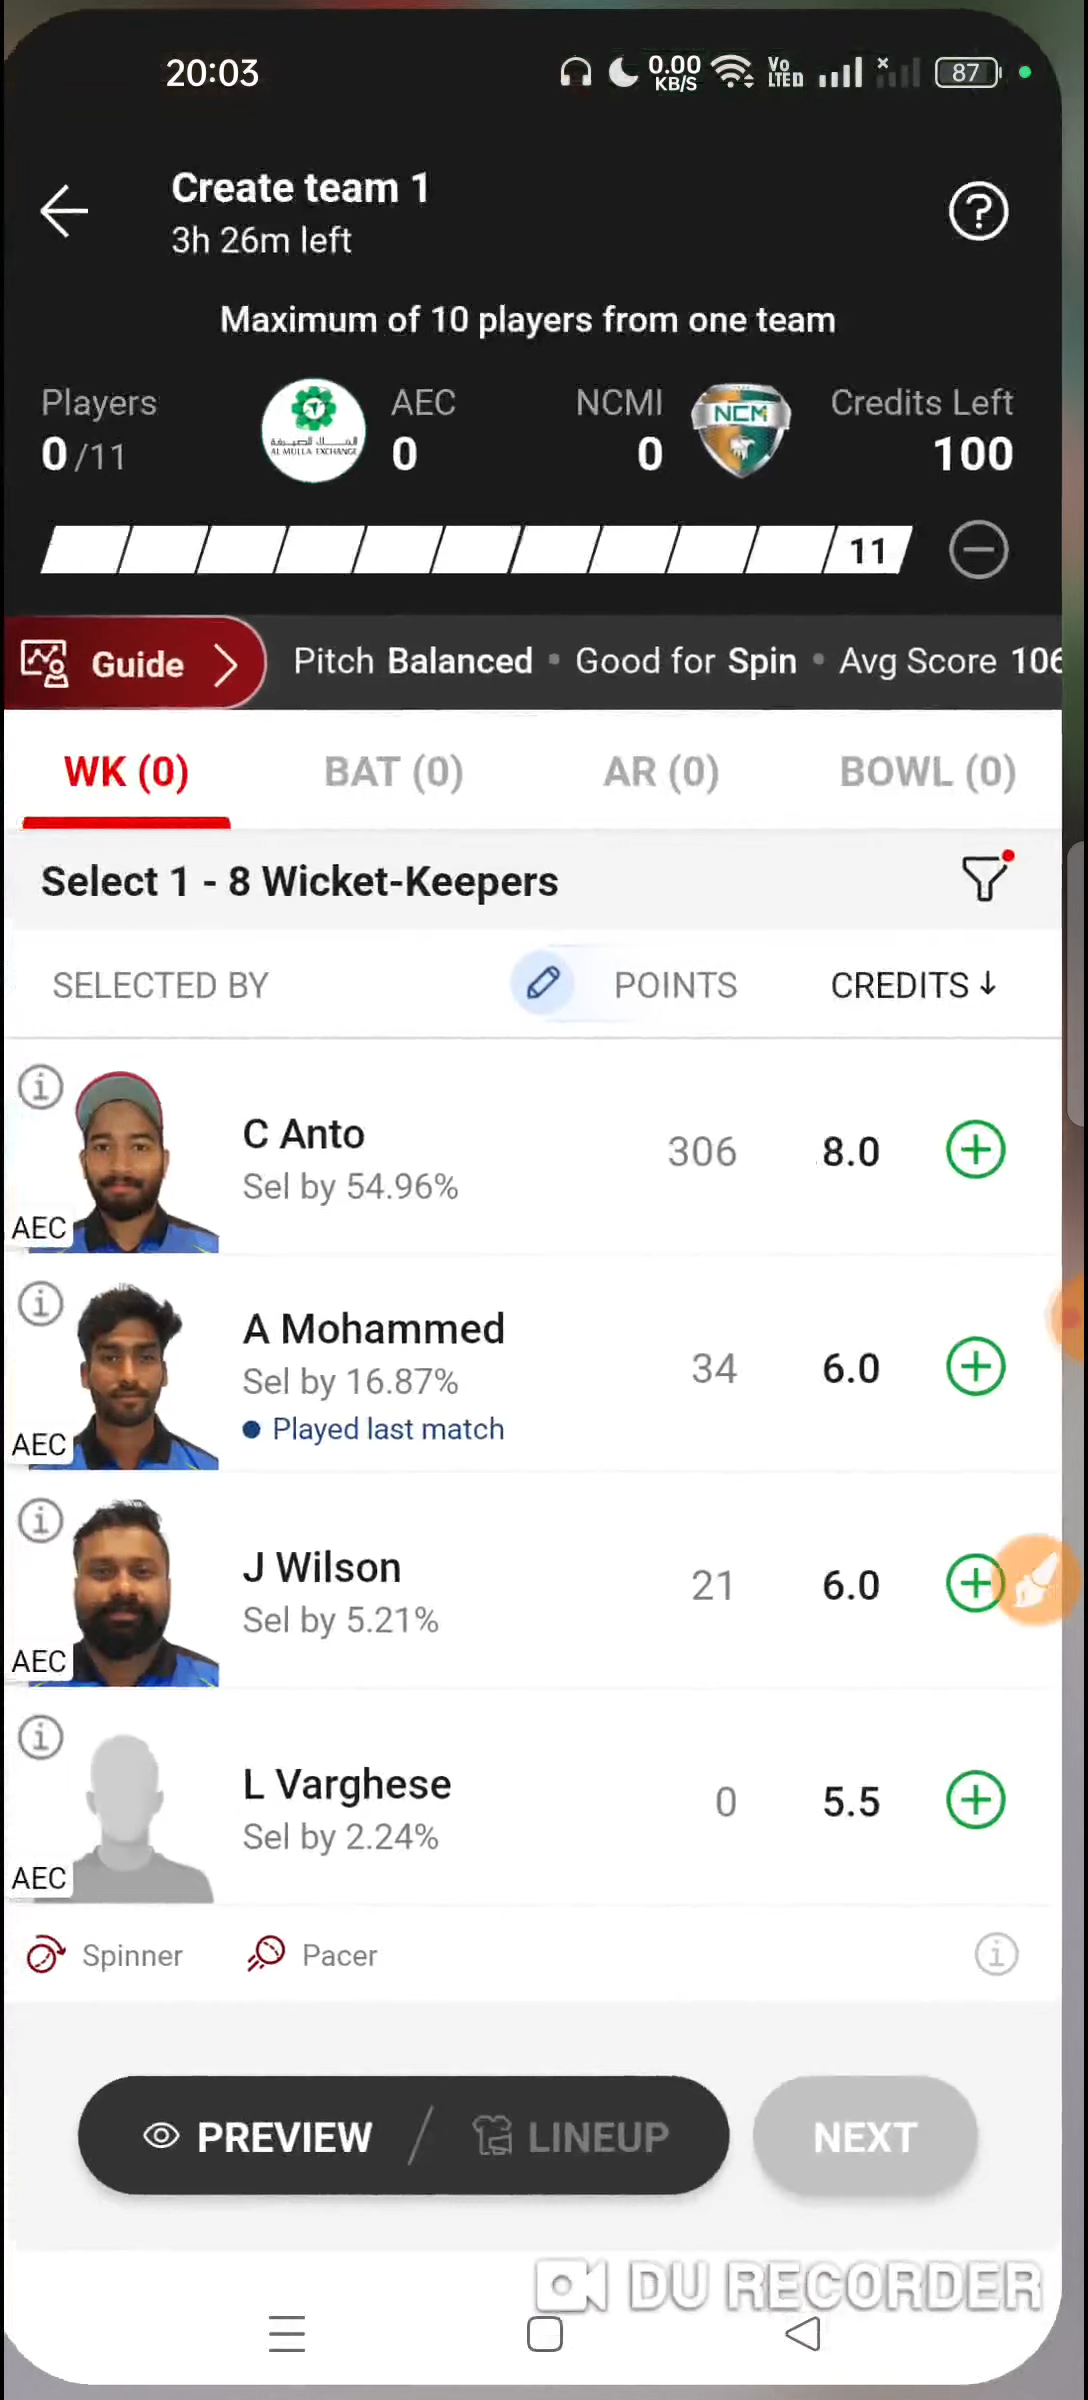 20:03
0.00 KB/S
Vo LTED
87
Create team 1
3h 26m left
Maximum of 10 players from one team
Players
0/11
AL MULLA EXCHANGE
AEC
0
NCMI
0
NCM
Credits Left
100
11
Guide
Pitch Balanced • Good for Spin • Avg Score 106
WK (0)
BAT (0)
AR (0)
BOWL (0)
Select 1 - 8 Wicket-Keepers
SELECTED BY
POINTS
CREDITS ↓
C Anto
Sel by 54.96%
306
8.0
AEC
A Mohammed
Sel by 16.87%
Played last match
34
6.0
AEC
J Wilson
Sel by 5.21%
21
6.0
AEC
L Varghese
Sel by 2.24%
0
5.5
AEC
Spinner
Pacer
PREVIEW / LINEUP
NEXT
DU RECORDER